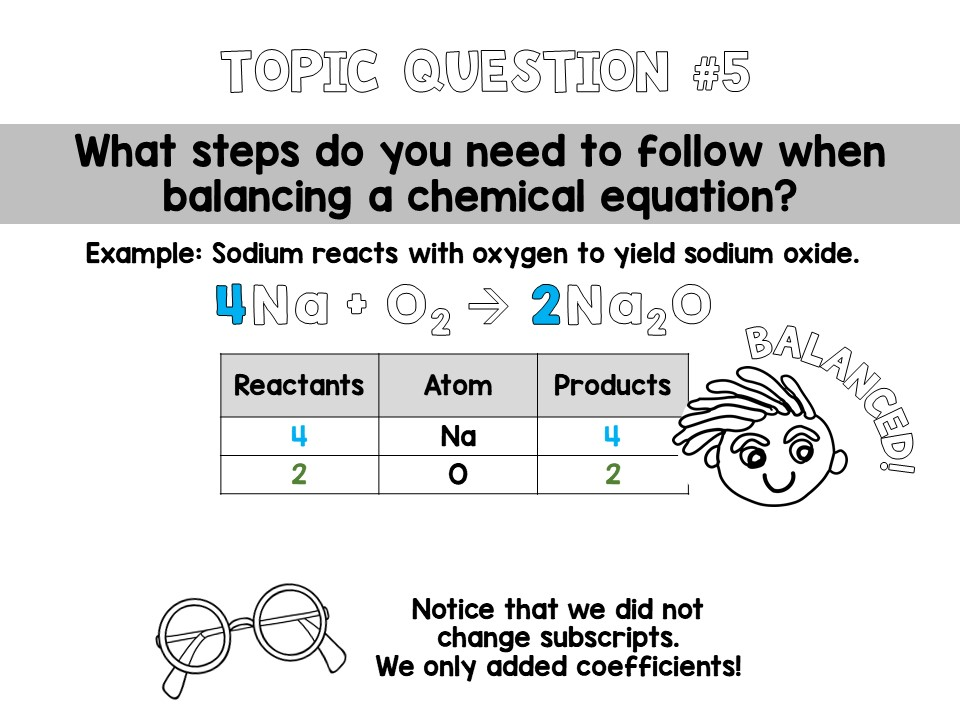 TOPIC QUESTION #5
What steps do you need to follow when
balancing a chemical equation?
Example: Sodium reacts with oxygen to yield sodium oxide.
4Na + O₂ → 2Na₂O
BALANCED!
Reactants Atom Products
4 Na 4
2 O 2
Notice that we did not
change subscripts.
We only added coefficients!